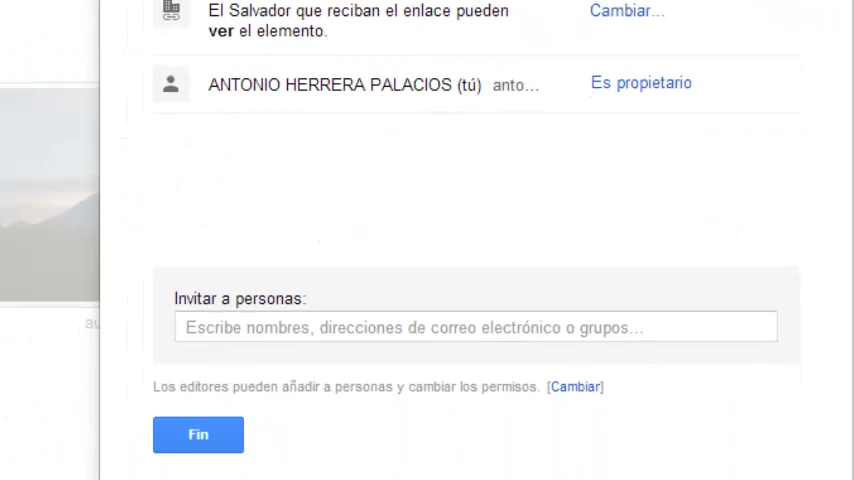 El Salvador que reciban el enlace pueden
Cambiar...
ver el elemento.
ANTONIO HERRERA PALACIOS (tú) anto...
Es propietario
Invitar a personas:
Escribe nombres, direcciones de correo electrónico o grupos...
Los editores pueden añadir a personas y cambiar los permisos. [Cambiar]
Fin